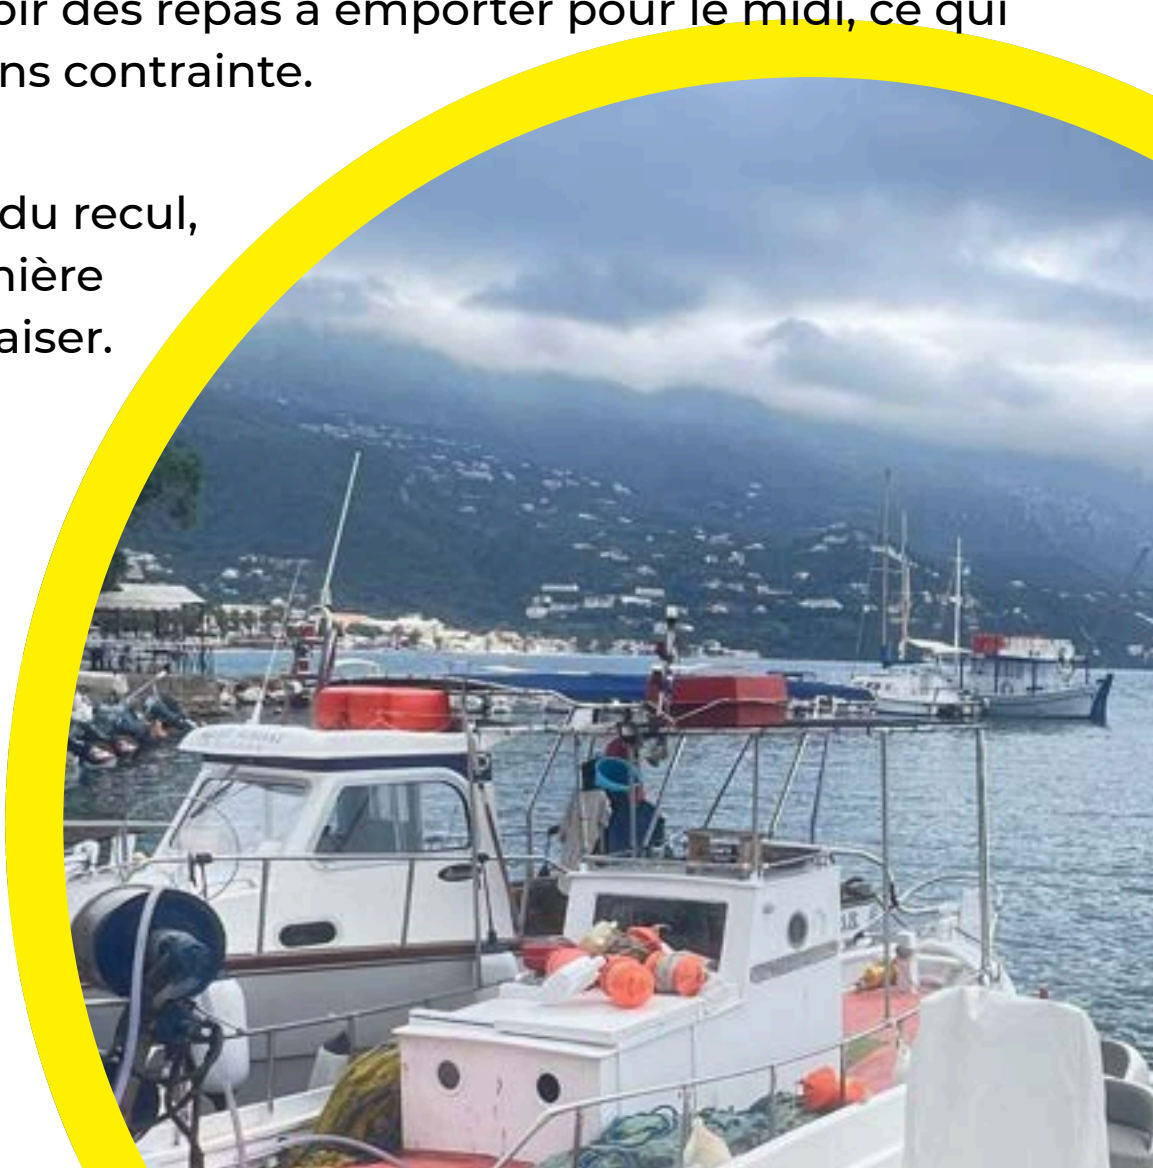 oir des repas à emporter pour le midi, ce qui
ns contrainte.
du recul,
nière
aiser.